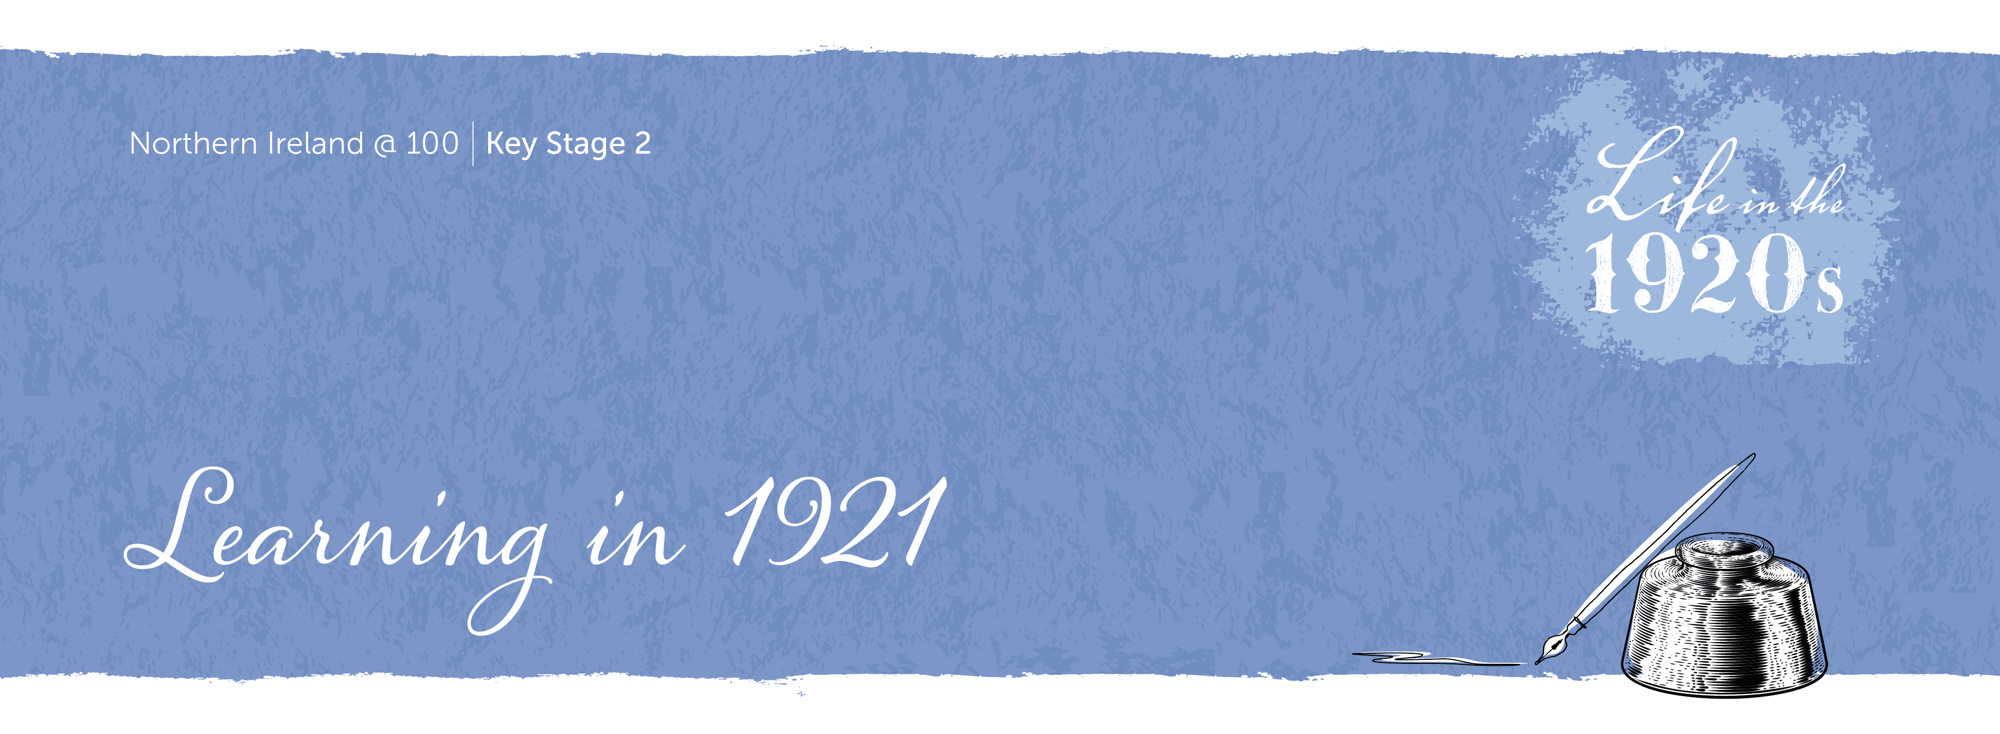 Northern Ireland @ 100 | Key Stage 2
Life in the
1920s
Learning in 1921